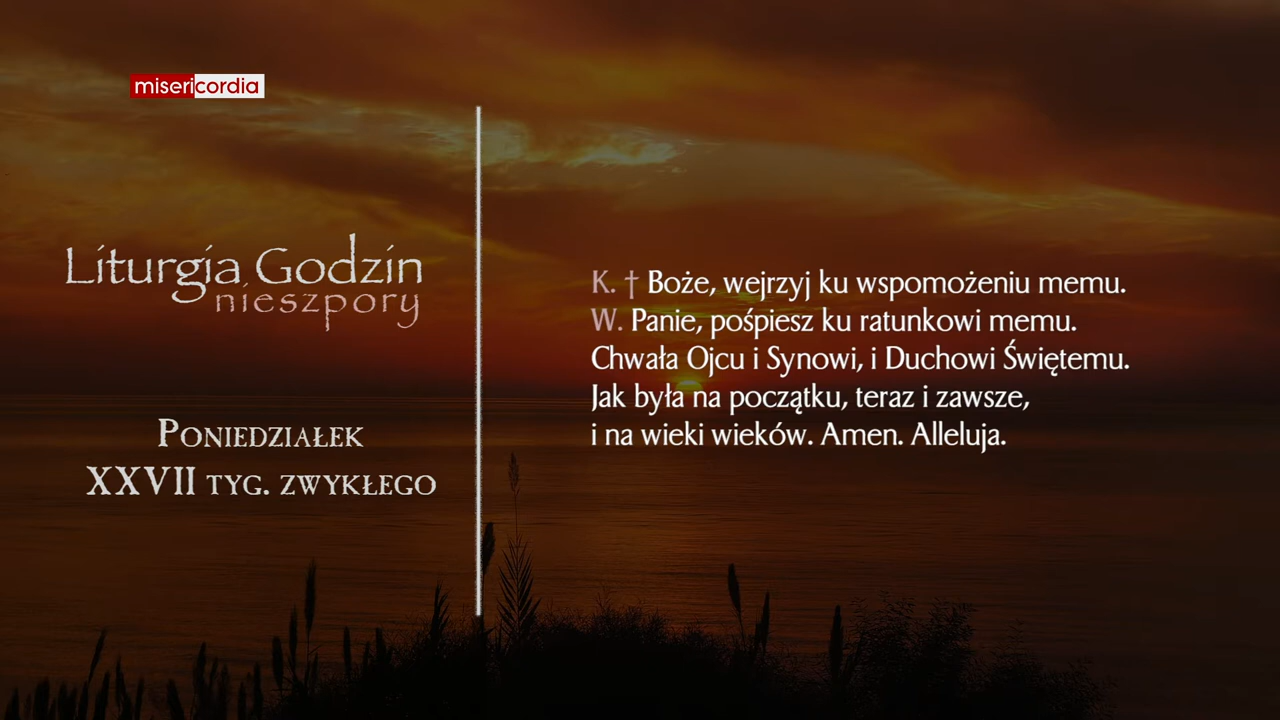 misericordia
Liturgia Godzin
nieszpory
Poniedziałek
XXVII tyg. zwykłego
K. † Boże, wejrzyj ku wspomożeniu memu.
W. Panie, pośpiesz ku ratunkowi memu.
Chwała Ojcu i Synowi, i Duchowi Świętemu.
Jak była na początku, teraz i zawsze,
i na wieki wieków. Amen. Alleluja.